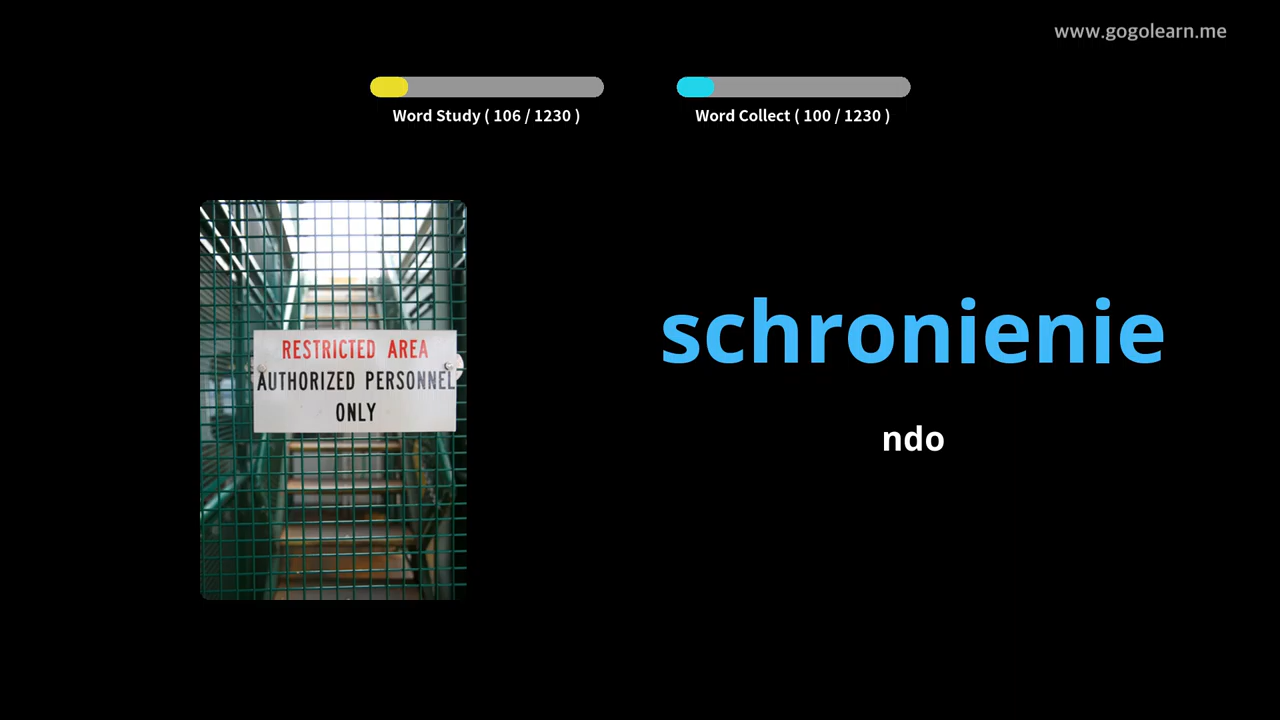 www.gogolearn.me
Word Study ( 106 / 1230 )
Word Collect ( 100 / 1230 )
RESTRICTED AREA
AUTHORIZED PERSONNEL
ONLY
schronienie
ndo